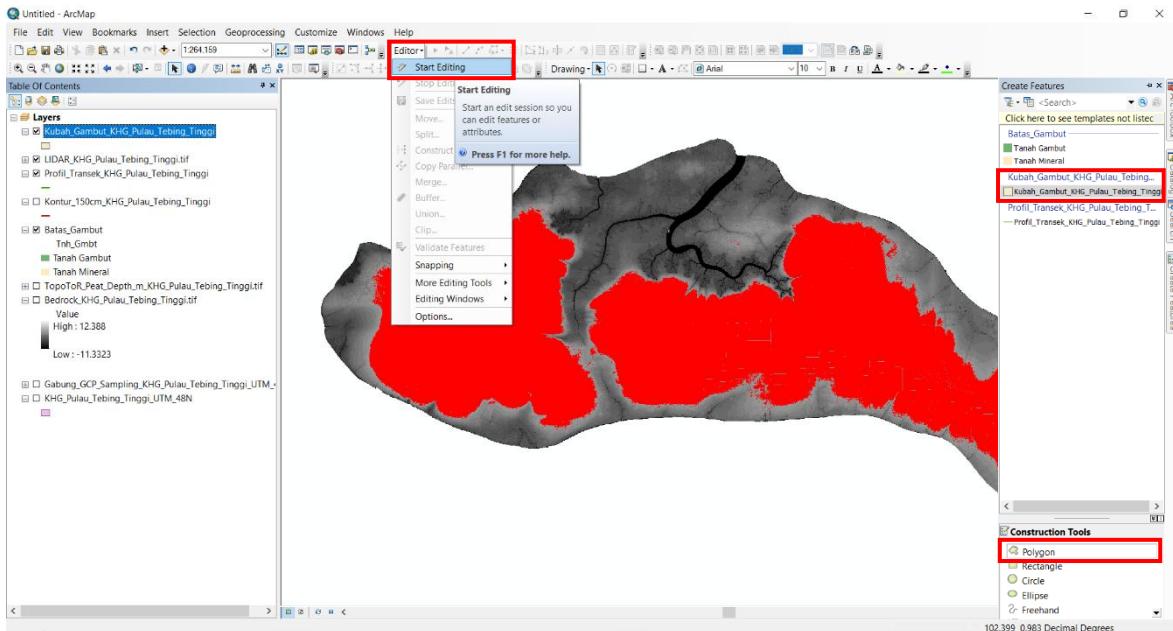 Untitled - ArcMap
File Edit View Bookmarks Insert Selection Geoprocessing Customize Windows Help
1:264.159
Editor
Drawing
Arial
10
B I U A
Start Editing
Stop Editi
Save Edits
Move...
Split...
Construct
Copy Parallel...
Merge...
Buffer...
Union...
Clip...
Validate Features
Snapping
More Editing Tools
Editing Windows
Options...
Start Editing
Start an edit session so you
can edit features or
attributes.
Press F1 for more help.
Table Of Contents
Layers
Kubah_Gambut_KHG_Pulau_Tebing_Tinggi
LIDAR_KHG_Pulau_Tebing_Tinggi.tif
Profil_Transek_KHG_Pulau_Tebing_Tinggi
Kontur_150cm_KHG_Pulau_Tebing_Tinggi
Batas_Gambut
Tnh_Gmbt
Tanah Gambut
Tanah Mineral
TopoToR_Peat_Depth_m_KHG_Pulau_Tebing_Tinggi.tif
Bedrock_KHG_Pulau_Tebing_Tinggi.tif
Value
High : 12.388
Low : -11.3323
Gabung_GCP_Sampling_KHG_Pulau_Tebing_Tinggi_UTM_
KHG_Pulau_Tebing_Tinggi_UTM_48N
Create Features
<Search>
Click here to see templates not listec
Batas_Gambut
Tanah Gambut
Tanah Mineral
Kubah_Gambut_KHG_Pulau_Tebing...
Kubah_Gambut_KHG_Pulau_Tebing_Tinggi
Profil_Transek_KHG_Pulau_Tebing_T...
Profil_Transek_KHG_Pulau_Tebing_Tinggi
Construction Tools
Polygon
Rectangle
Circle
Ellipse
Freehand
102.399 0.983 Decimal Degrees